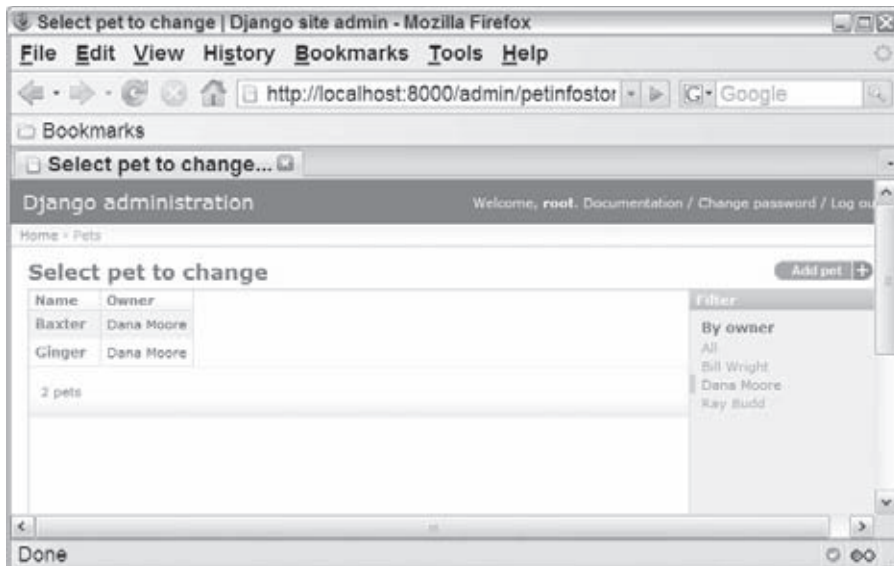 Select pet to change | Django site admin - Mozilla Firefox
File Edit View History Bookmarks Tools Help
http://localhost:8000/admin/petinfostor G Google
Bookmarks
Select pet to change...
Django administration Welcome, root. Documentation / Change password / Log ou
Home › Pets
Select pet to change Add pet +
Name Owner Filter
Baxter Dana Moore By owner
All
Ginger Dana Moore Bill Wright
2 pets Dana Moore
Ray Budd
Done